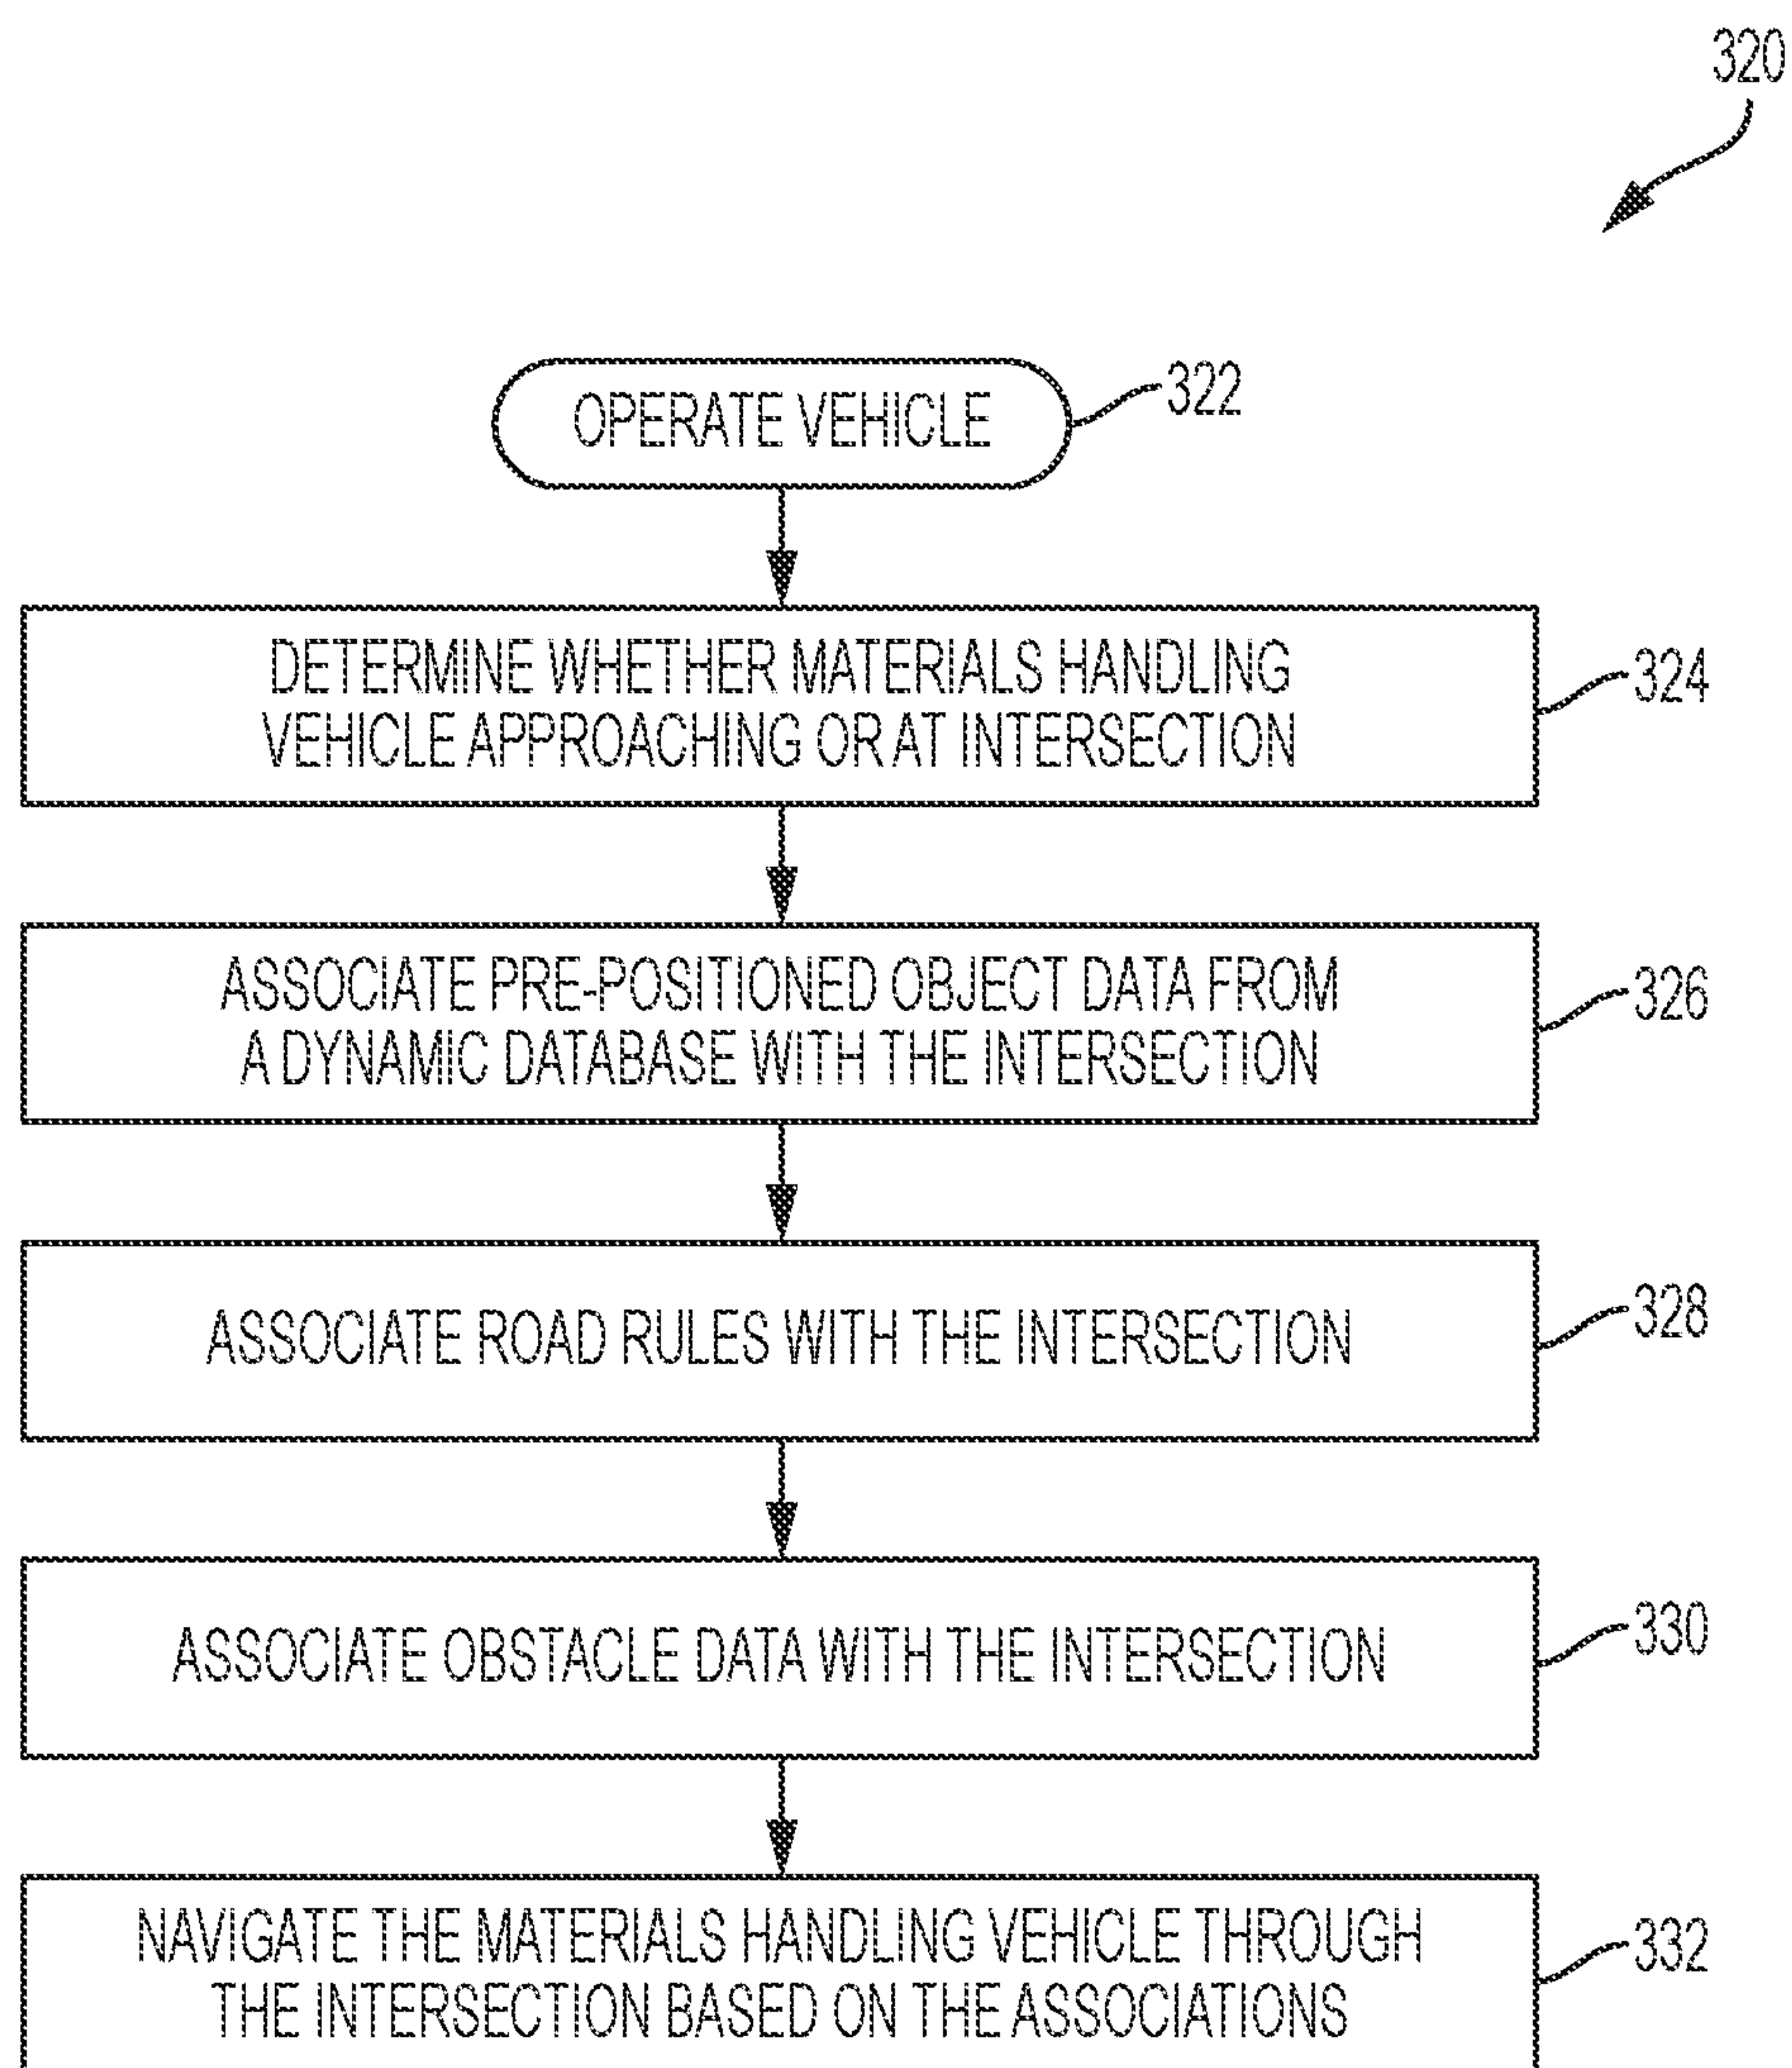 320
OPERATE VEHICLE
322
DETERMINE WHETHER MATERIALS HANDLING
VEHICLE APPROACHING OR AT INTERSECTION
324
ASSOCIATE PRE-POSITIONED OBJECT DATA FROM
A DYNAMIC DATABASE WITH THE INTERSECTION
326
ASSOCIATE ROAD RULES WITH THE INTERSECTION
328
ASSOCIATE OBSTACLE DATA WITH THE INTERSECTION
330
NAVIGATE THE MATERIALS HANDLING VEHICLE THROUGH
THE INTERSECTION BASED ON THE ASSOCIATIONS
332